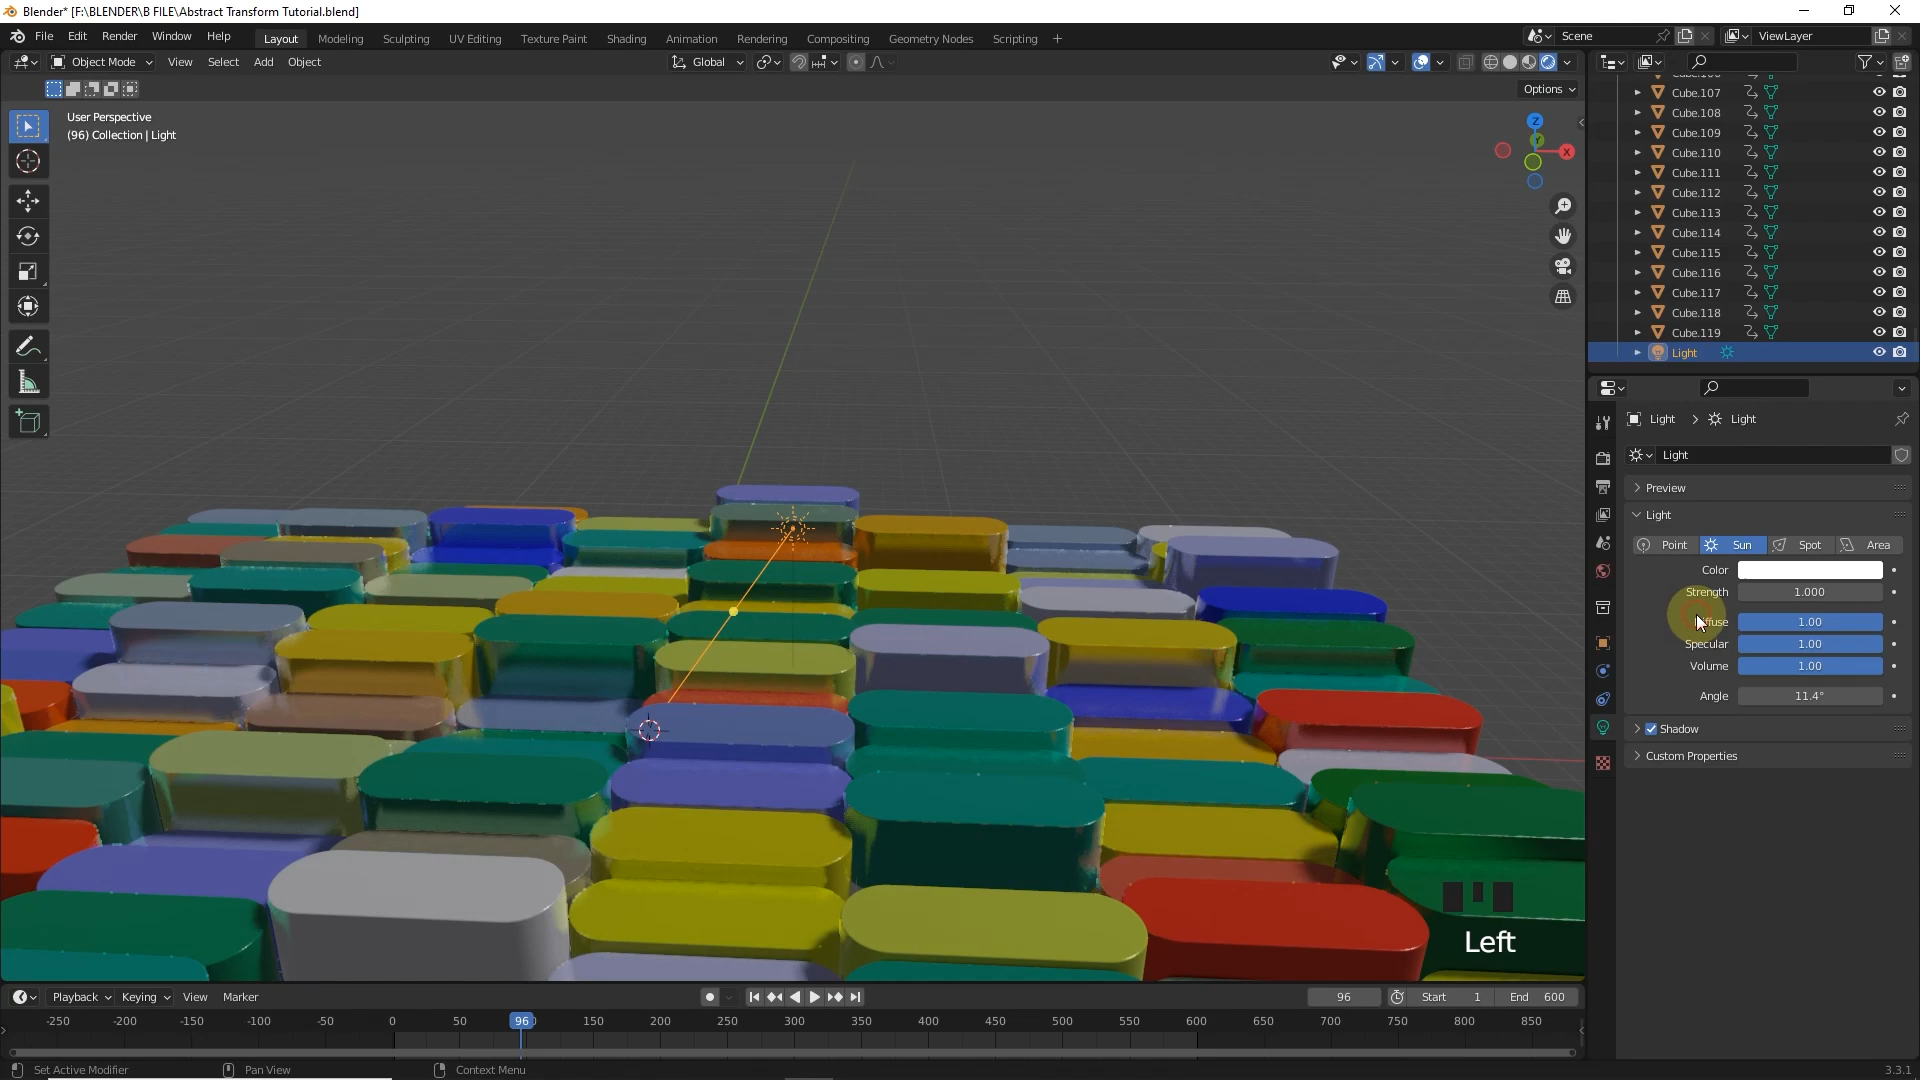 Blender* [F:\BLENDER\B FILE\Abstract Transform Tutorial.blend]
File Edit Render Window Help Layout Modeling Sculpting UV Editing Texture Paint Shading Animation Rendering Compositing Geometry Nodes Scripting + Scene ViewLayer
Object Mode View Select Add Object Global
Options
User Perspective
(96) Collection | Light
Z
Y
X
Cube.107
Cube.108
Cube.109
Cube.110
Cube.111
Cube.112
Cube.113
Cube.114
Cube.115
Cube.116
Cube.117
Cube.118
Cube.119
Light
Light > Light
Light
Preview
Light
Point Sun Spot Area
Color
Strength 1.000
1.00
Specular 1.00
Volume 1.00
Angle 11.4°
Shadow
Custom Properties
Left
Playback Keying View Marker 96 Start 1 End 600
-250 -200 -150 -100 -50 0 50 96 150 200 250 300 350 400 450 500 550 600 650 700 750 800 850
Set Active Modifier Pan View Context Menu 3.3.1